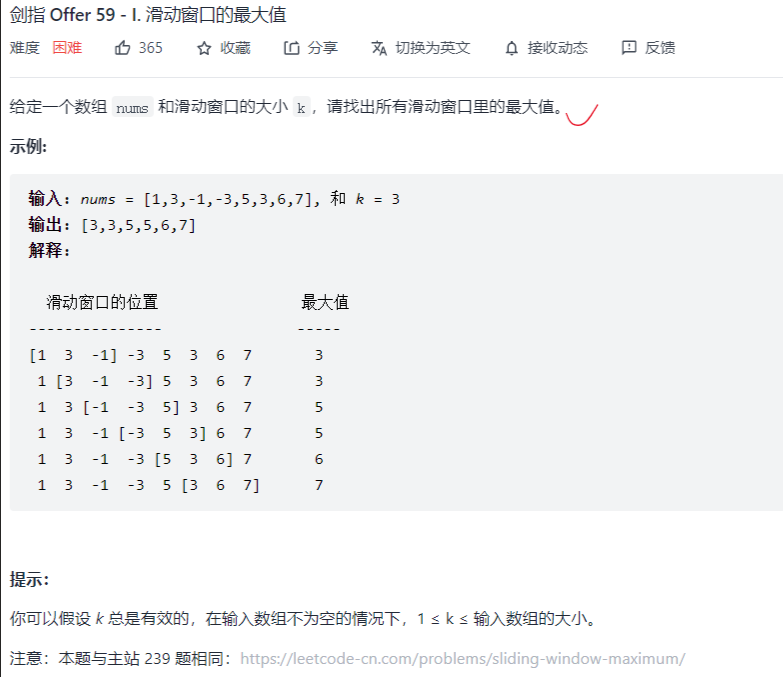 剑指 Offer 59 - I. 滑动窗口的最大值
难度 困难 365 收藏 分享 切换为英文 接收动态 反馈
给定一个数组 nums 和滑动窗口的大小 k，请找出所有滑动窗口里的最大值。
示例:
输入: nums = [1,3,-1,-3,5,3,6,7], 和 k = 3
输出: [3,3,5,5,6,7]
解释:
滑动窗口的位置 最大值
--------------- -----
[1 3 -1] -3 5 3 6 7 3
1 [3 -1 -3] 5 3 6 7 3
1 3 [-1 -3 5] 3 6 7 5
1 3 -1 [-3 5 3] 6 7 5
1 3 -1 -3 [5 3 6] 7 6
1 3 -1 -3 5 [3 6 7] 7
提示：
你可以假设 k 总是有效的，在输入数组不为空的情况下，1 ≤ k ≤ 输入数组的大小。
注意：本题与主站 239 题相同：https://leetcode-cn.com/problems/sliding-window-maximum/